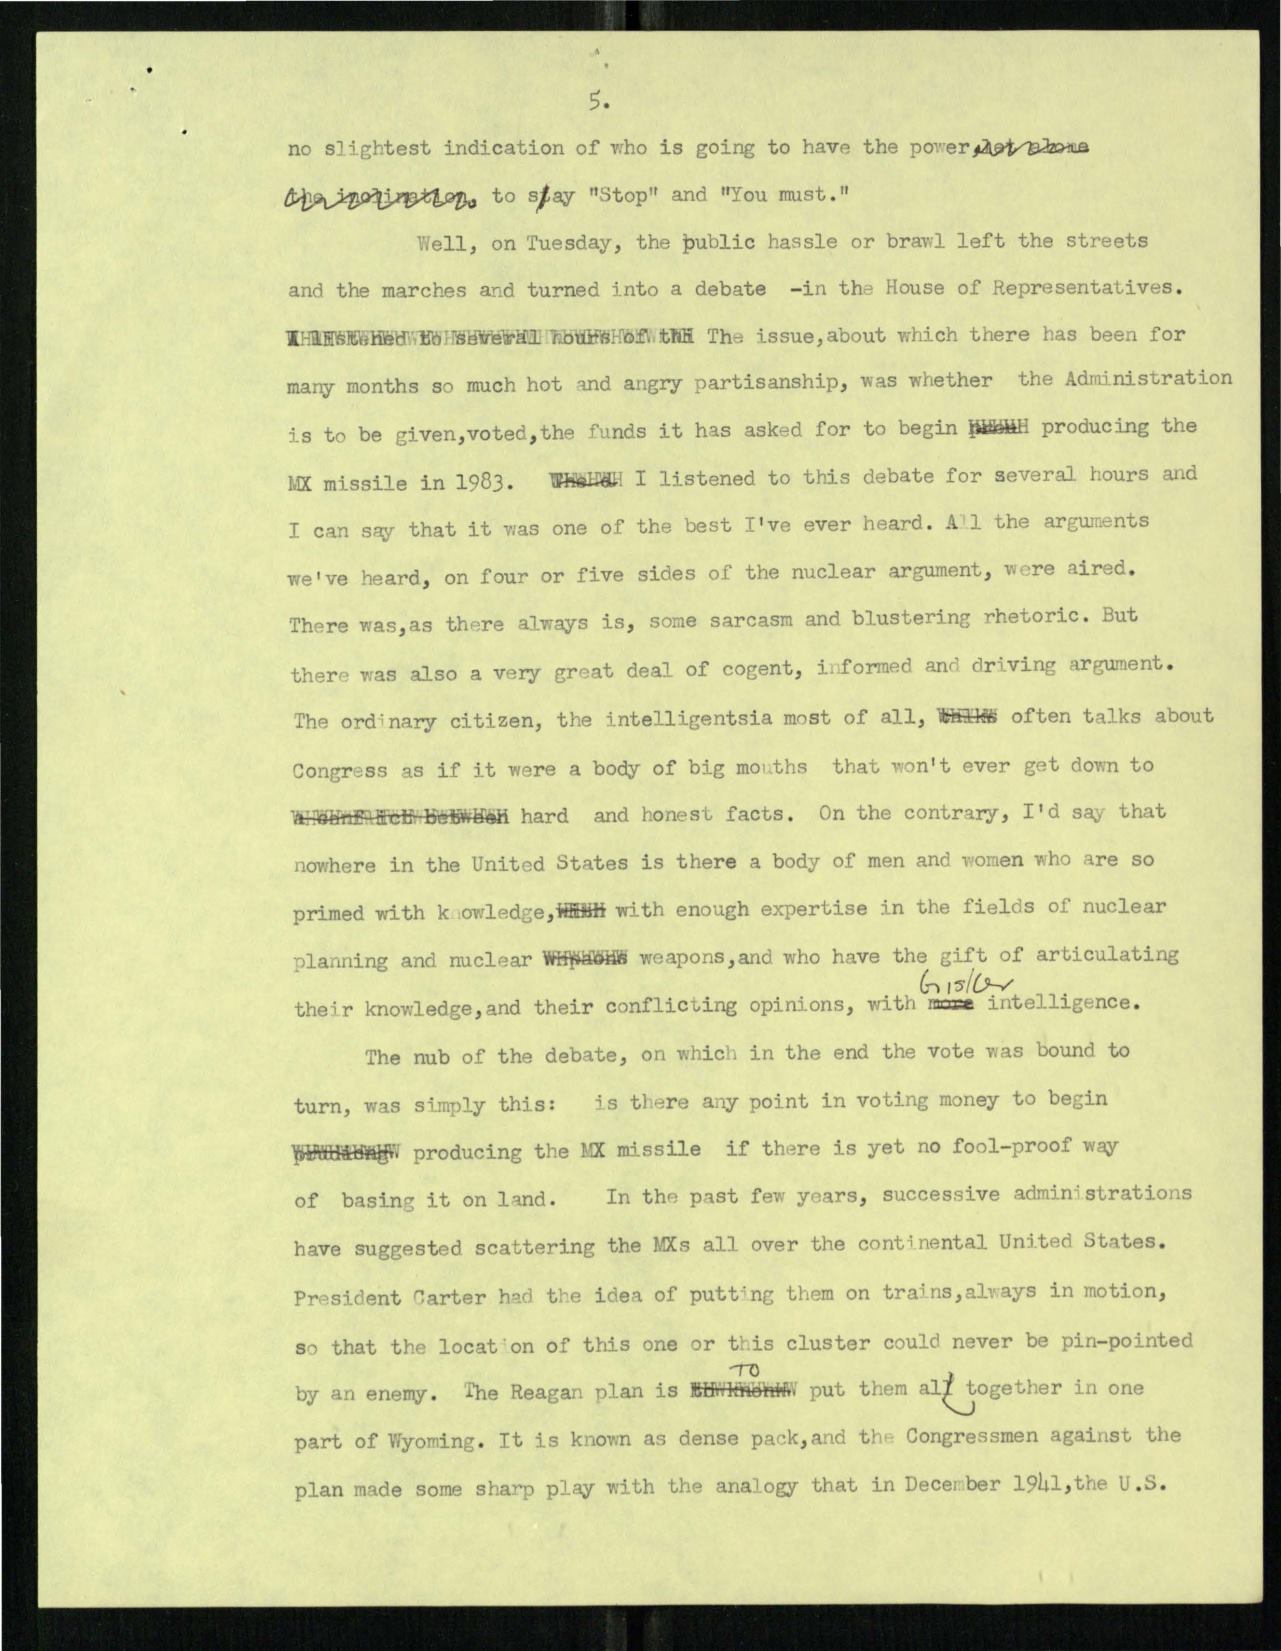 5.
no slightest indication of who is going to have the power, let alone
the inclination, to say "Stop" and "You must."
Well, on Tuesday, the public hassle or brawl left the streets
and the marches and turned into a debate -in the House of Representatives.
I listened to several hours of the The issue,about which there has been for
many months so much hot and angry partisanship, was whether the Administration
is to be given,voted,the funds it has asked for to begin producing the
MX missile in 1983. I listened to this debate for several hours and
I can say that it was one of the best I've ever heard. All the arguments
we've heard, on four or five sides of the nuclear argument, were aired.
There was,as there always is, some sarcasm and blustering rhetoric. But
there was also a very great deal of cogent, informed and driving argument.
The ordinary citizen, the intelligentsia most of all, talks often talks about
Congress as if it were a body of big mouths that won't ever get down to
hard and honest facts. On the contrary, I'd say that
nowhere in the United States is there a body of men and women who are so
primed with knowledge, with enough expertise in the fields of nuclear
planning and nuclear weapons,and who have the gift of articulating
their knowledge,and their conflicting opinions, with more brisker intelligence.
The nub of the debate, on which in the end the vote was bound to
turn, was simply this: is there any point in voting money to begin
producing the MX missile if there is yet no fool-proof way
of basing it on land. In the past few years, successive administrations
have suggested scattering the MXs all over the continental United States.
President Carter had the idea of putting them on trains,always in motion,
so that the location of this one or this cluster could never be pin-pointed
by an enemy. The Reagan plan is TO put them all together in one
part of Wyoming. It is known as dense pack,and the Congressmen against the
plan made some sharp play with the analogy that in December 1941,the U.S.